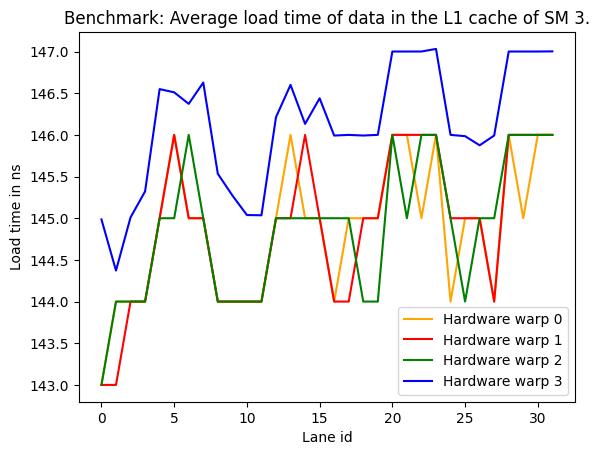 Benchmark: Average load time of data in the L1 cache of SM 3.
147.0
146.5
146.0
145.5
145.0
144.5
144.0
143.5
143.0
Load time in ns
Hardware warp 0
Hardware warp 1
Hardware warp 2
Hardware warp 3
0 5 10 15 20 25 30
Lane id